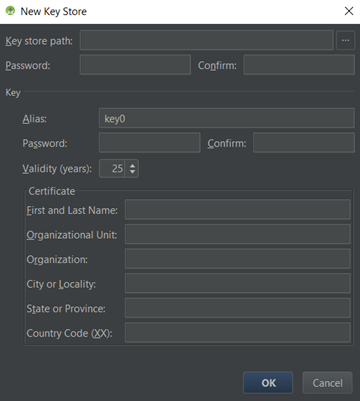 New Key Store
Key store path:
...
Password: Confirm:
Key
Alias: key0
Password: Confirm:
Validity (years): 25
Certificate
First and Last Name:
Organizational Unit:
Organization:
City or Locality:
State or Province:
Country Code (XX):
OK Cancel